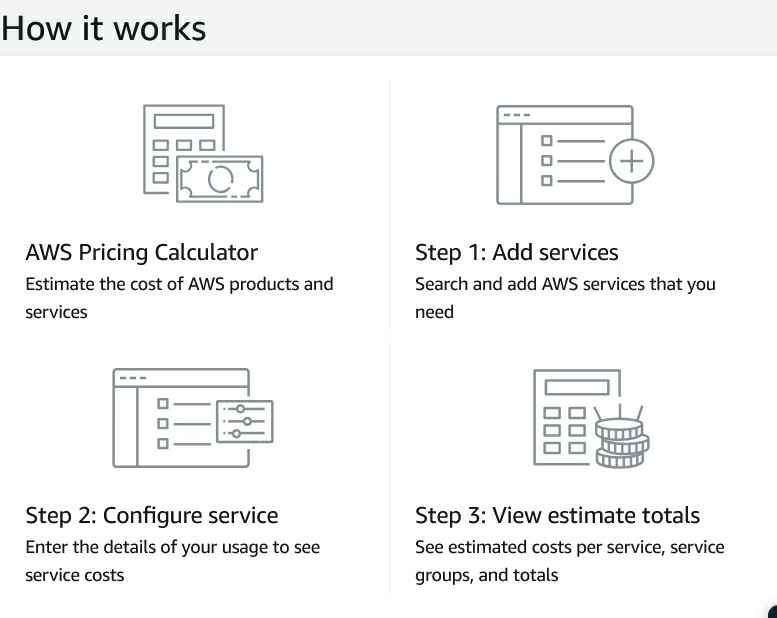 How it works
AWS Pricing Calculator
Estimate the cost of AWS products and
services
Step 1: Add services
Search and add AWS services that you
need
Step 2: Configure service
Enter the details of your usage to see
service costs
Step 3: View estimate totals
See estimated costs per service, service
groups, and totals